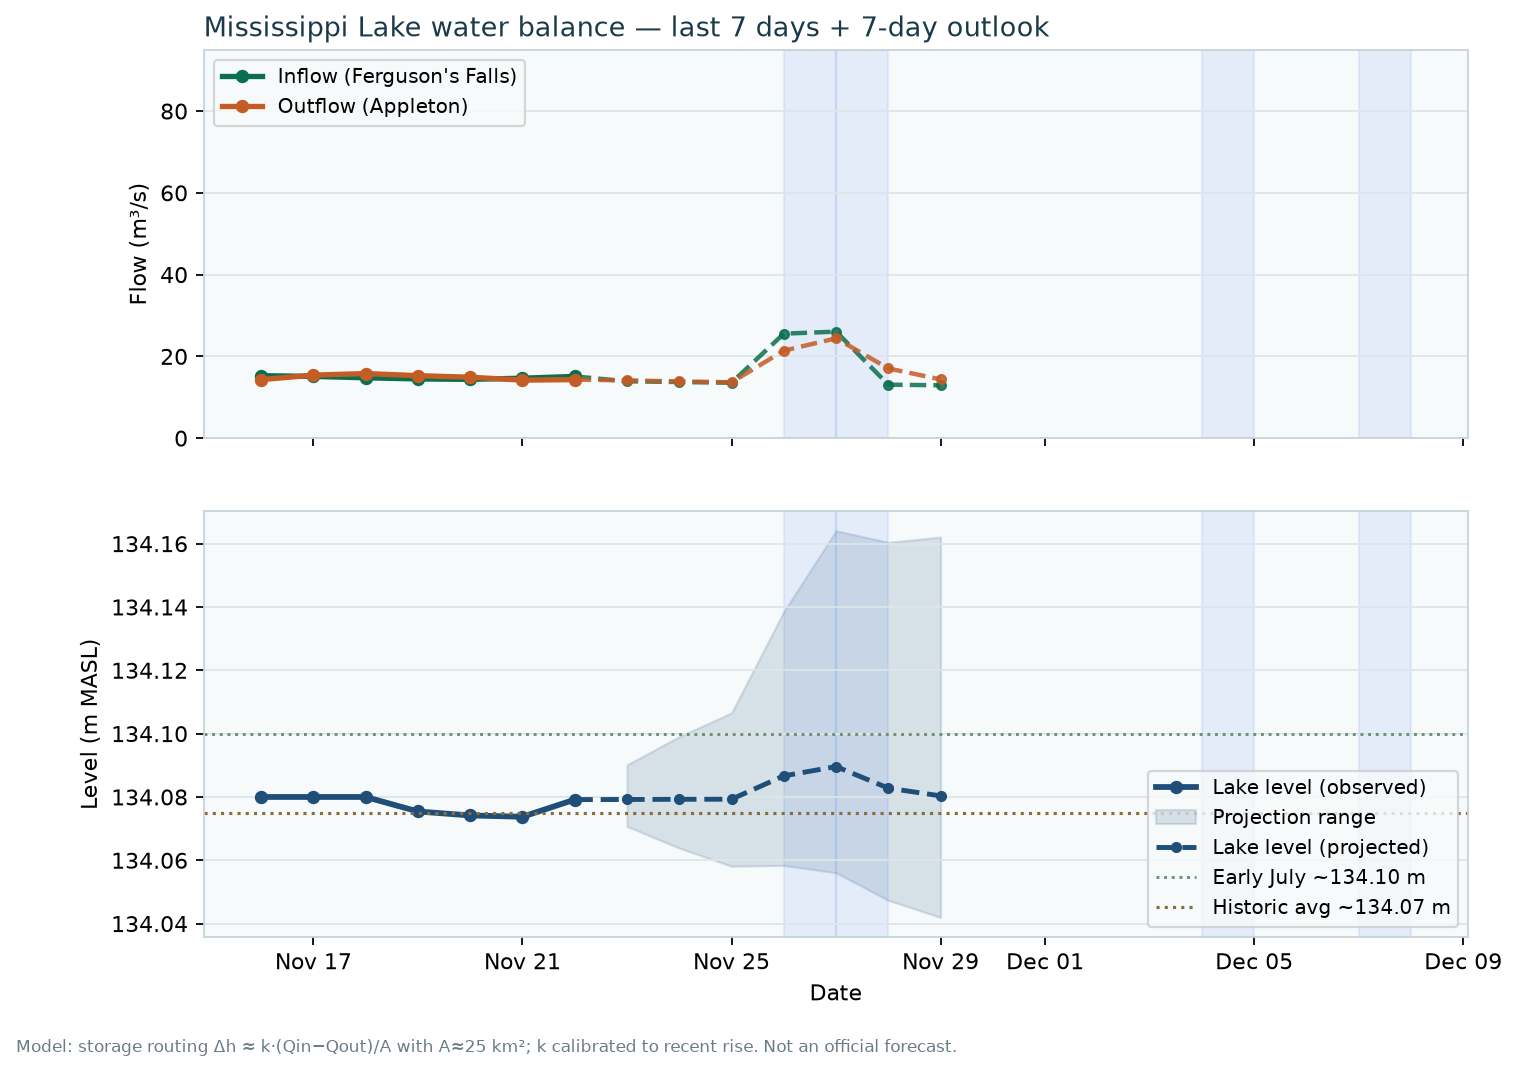 Mississippi Lake water balance — last 7 days + 7-day outlook
Inflow (Ferguson's Falls)
Outflow (Appleton)
Flow (m³/s)
80
60
40
20
0
Level (m MASL)
134.16
134.14
134.12
134.10
134.08
134.06
134.04
Lake level (observed)
Projection range
Lake level (projected)
Early July ~134.10 m
Historic avg ~134.07 m
Nov 17 Nov 21 Nov 25 Nov 29 Dec 01 Dec 05 Dec 09
Date
Model: storage routing Δh ≈ k·(Qin−Qout)/A with A≈25 km²; k calibrated to recent rise. Not an official forecast.